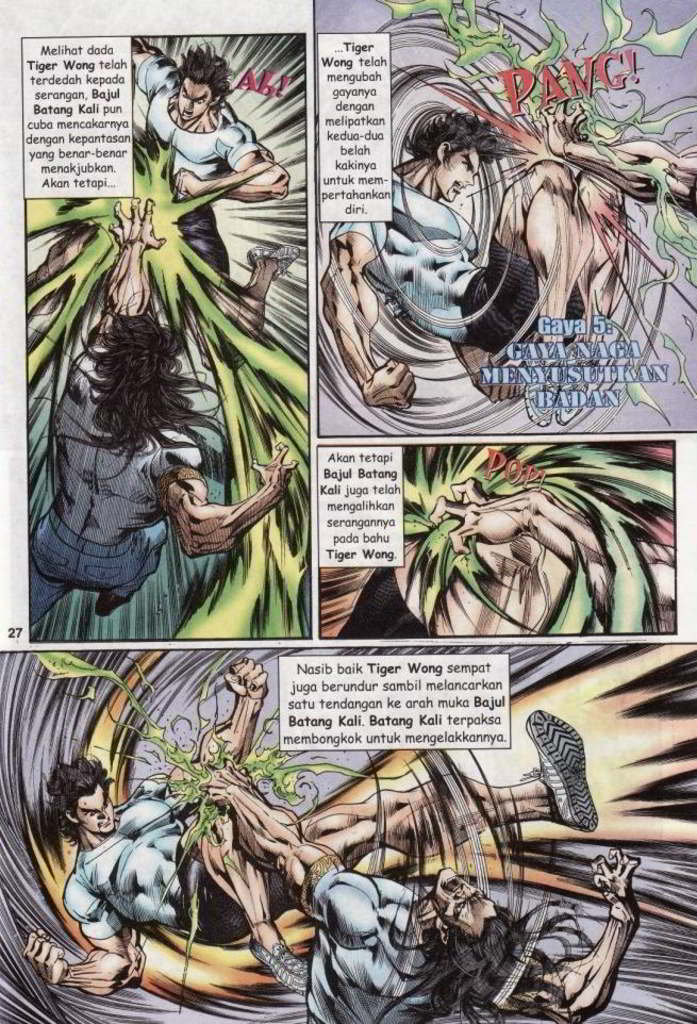 Melihat dada
Tiger Wong telah
terdedah kepada
serangan, Bajul
Batang Kali pun
cuba mencakarnya
dengan kepantasan
yang benar-benar
menakjubkan.
Akan tetapi...
AH!
...Tiger
Wong telah
mengubah
gayanya
dengan
melipatkan
kedua-dua
belah
kakinya
untuk mem-
pertahankan
diri.
PANG!
Gaya 5:
GAYA NAGA
MENYUSUTKAN
BADAN
Akan tetapi
Bajul Batang
Kali juga telah
mengalihkan
serangannya
pada bahu
Tiger Wong.
POP!
27
Nasib baik Tiger Wong sempat
juga berundur sambil melancarkan
satu tendangan ke arah muka Bajul
Batang Kali. Batang Kali terpaksa
membongkok untuk mengelakkannya.